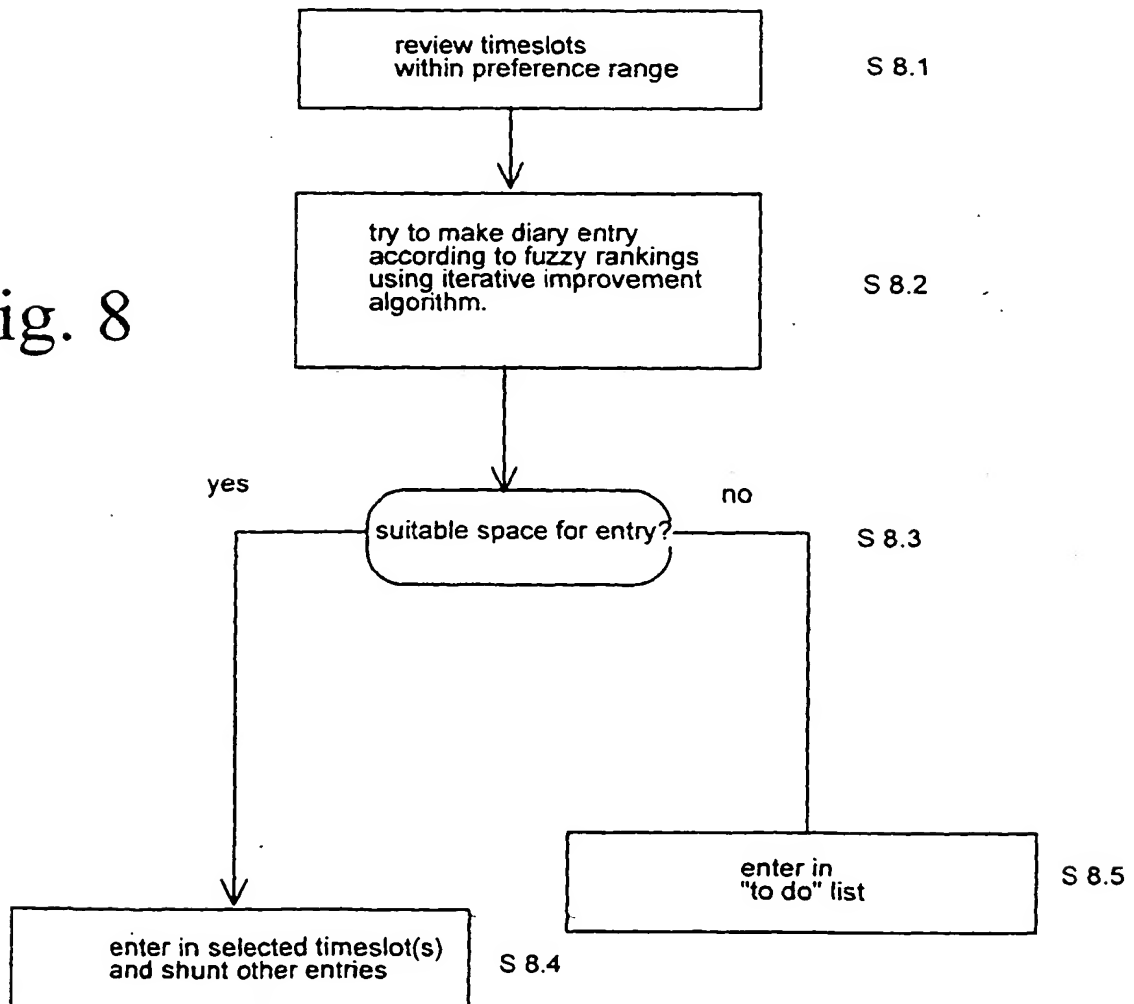 review timeslots
within preference range
S 8.1
try to make diary entry
according to fuzzy rankings
using iterative improvement
algorithm.
S 8.2
ig. 8
yes
no
suitable space for entry?
S 8.3
enter in
"to do" list
S 8.5
enter in selected timeslot(s)
and shunt other entries
S 8.4